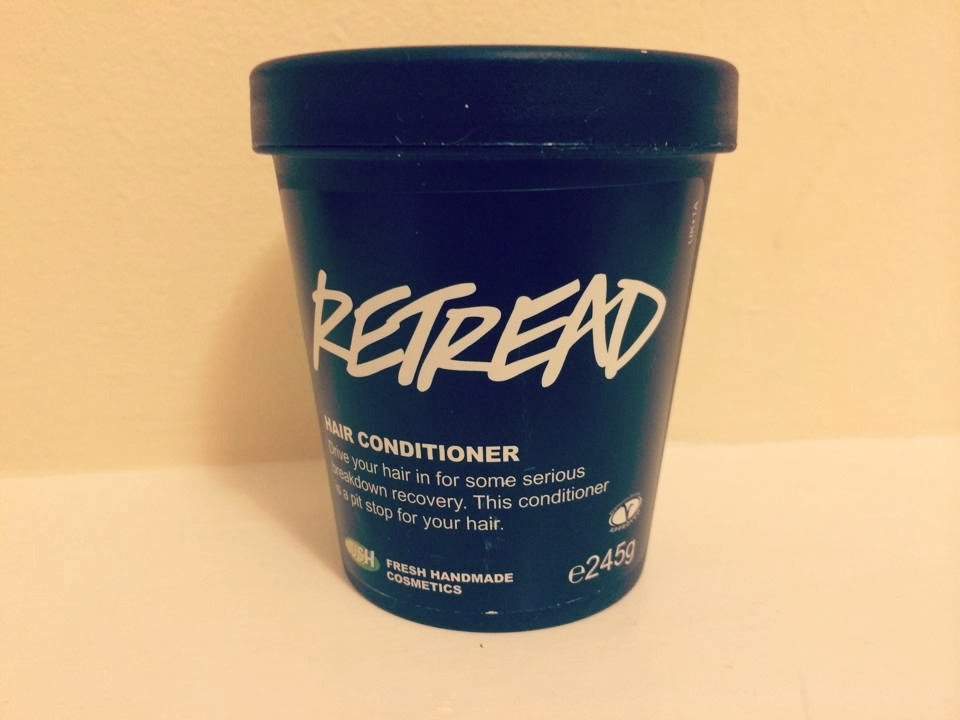 RETREAD
HAIR CONDITIONER
Drive your hair in for some serious
breakdown recovery. This conditioner
is a pit stop for your hair.
LUSH
FRESH HANDMADE
COSMETICS
℮245g